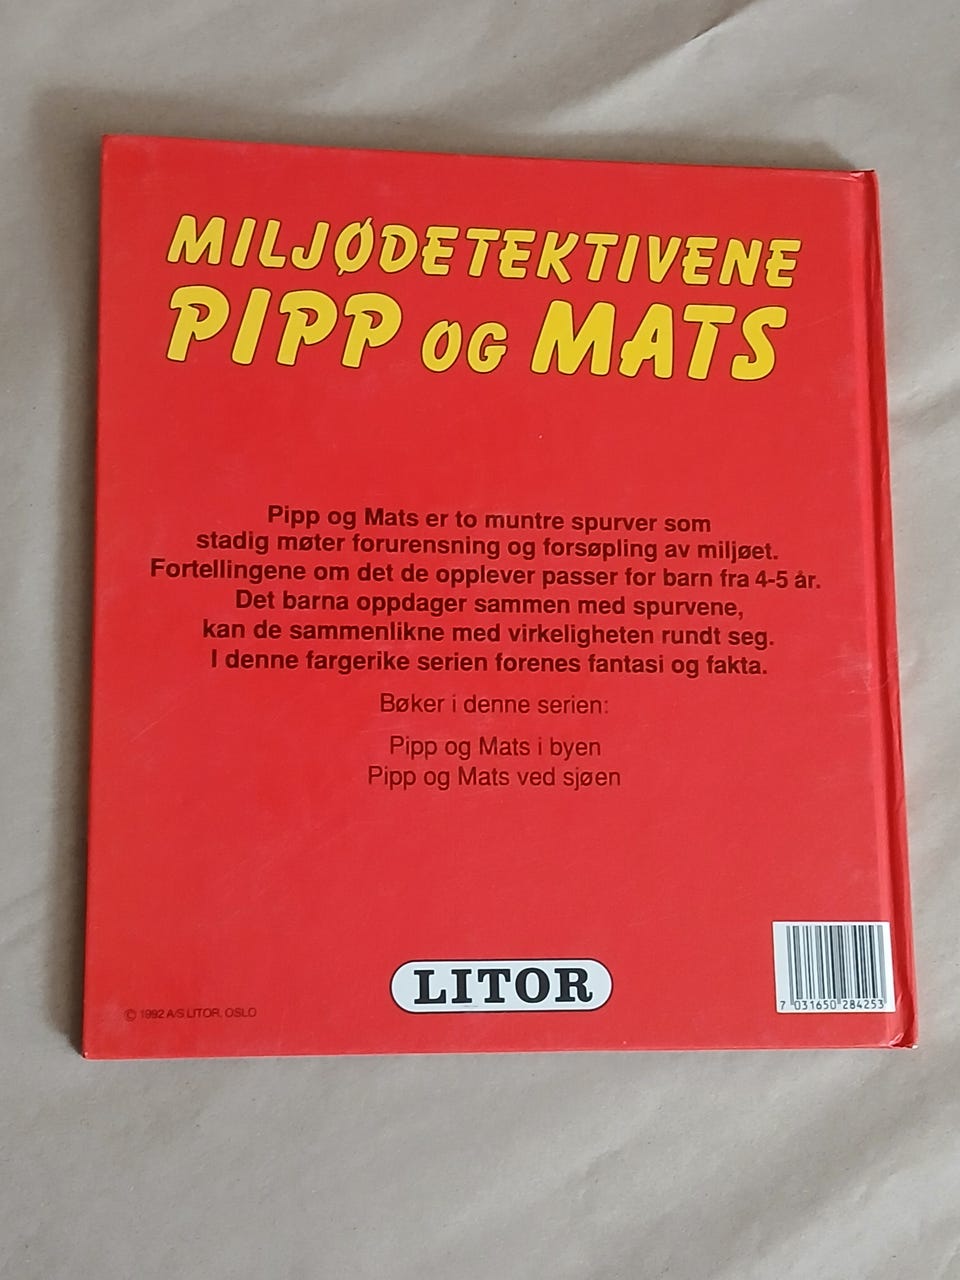 MILJØDETEKTIVENE
PIPP OG MATS
Pipp og Mats er to muntre spurver som
stadig møter forurensning og forsøpling av miljøet.
Fortellingene om det de opplever passer for barn fra 4-5 år.
Det barna oppdager sammen med spurvene,
kan de sammenlikne med virkeligheten rundt seg.
I denne fargerike serien forenes fantasi og fakta.
Bøker i denne serien:
Pipp og Mats i byen
Pipp og Mats ved sjøen
LITOR
© 1992 A/S LITOR, OSLO
7 031650 284253